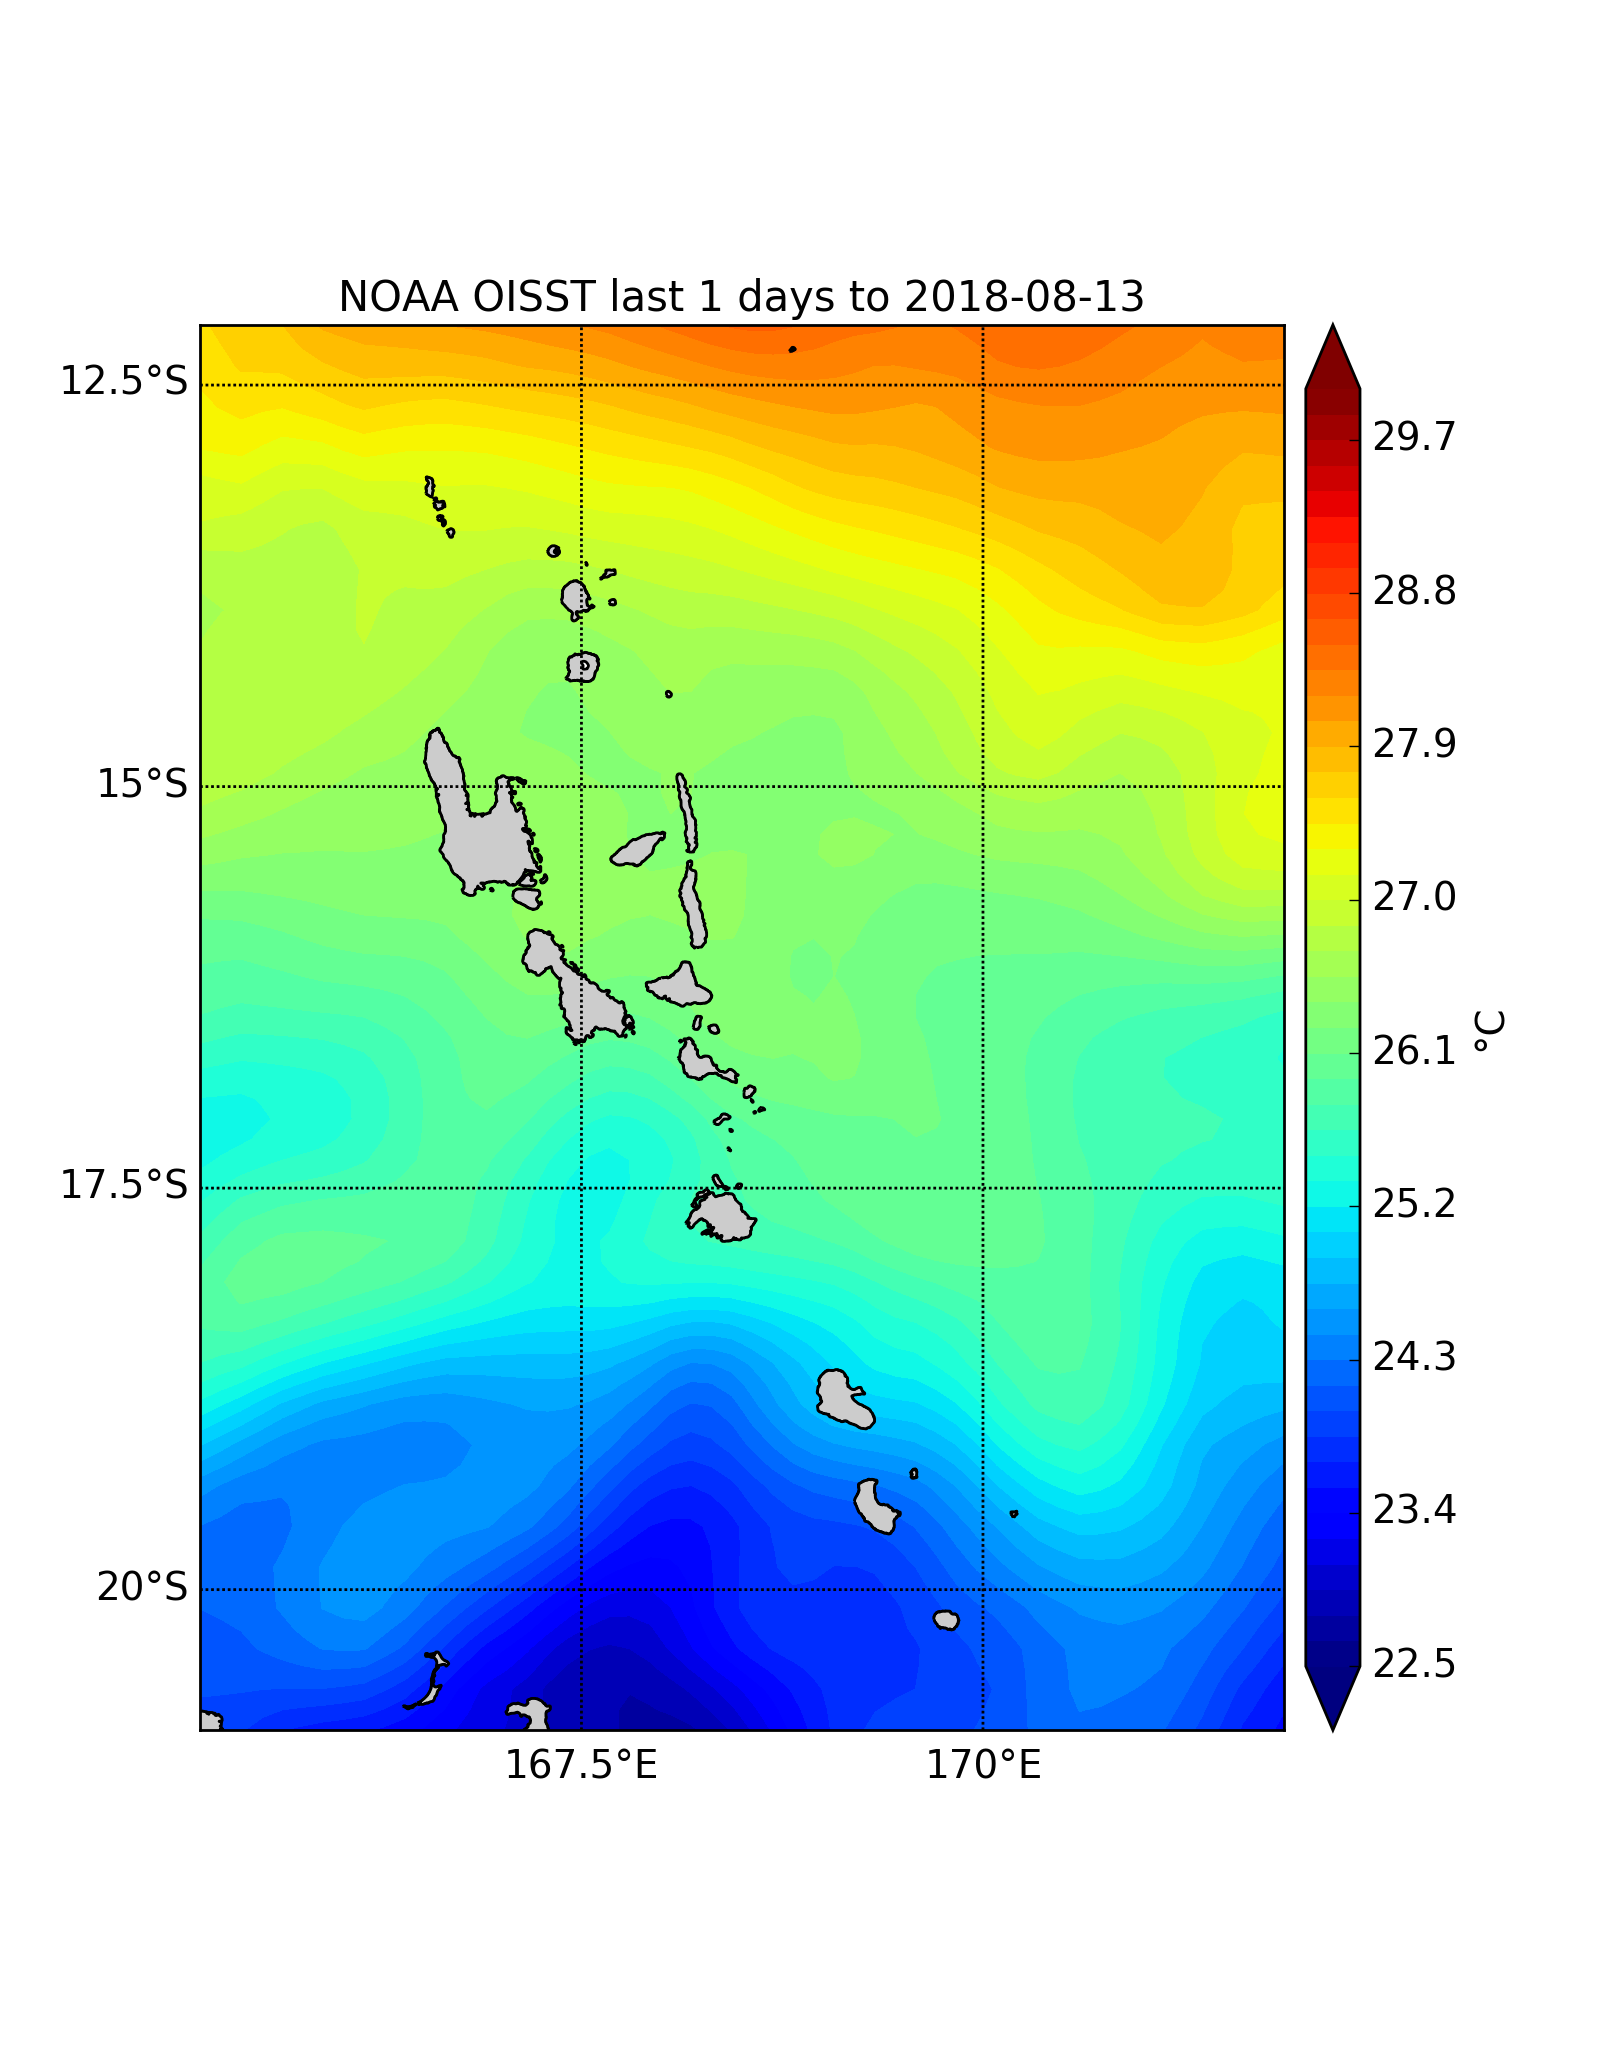 NOAA OISST last 1 days to 2018-08-13
12.5°S
15°S
17.5°S
20°S
167.5°E
170°E
29.7
28.8
27.9
27.0
26.1
25.2
24.3
23.4
22.5
°C